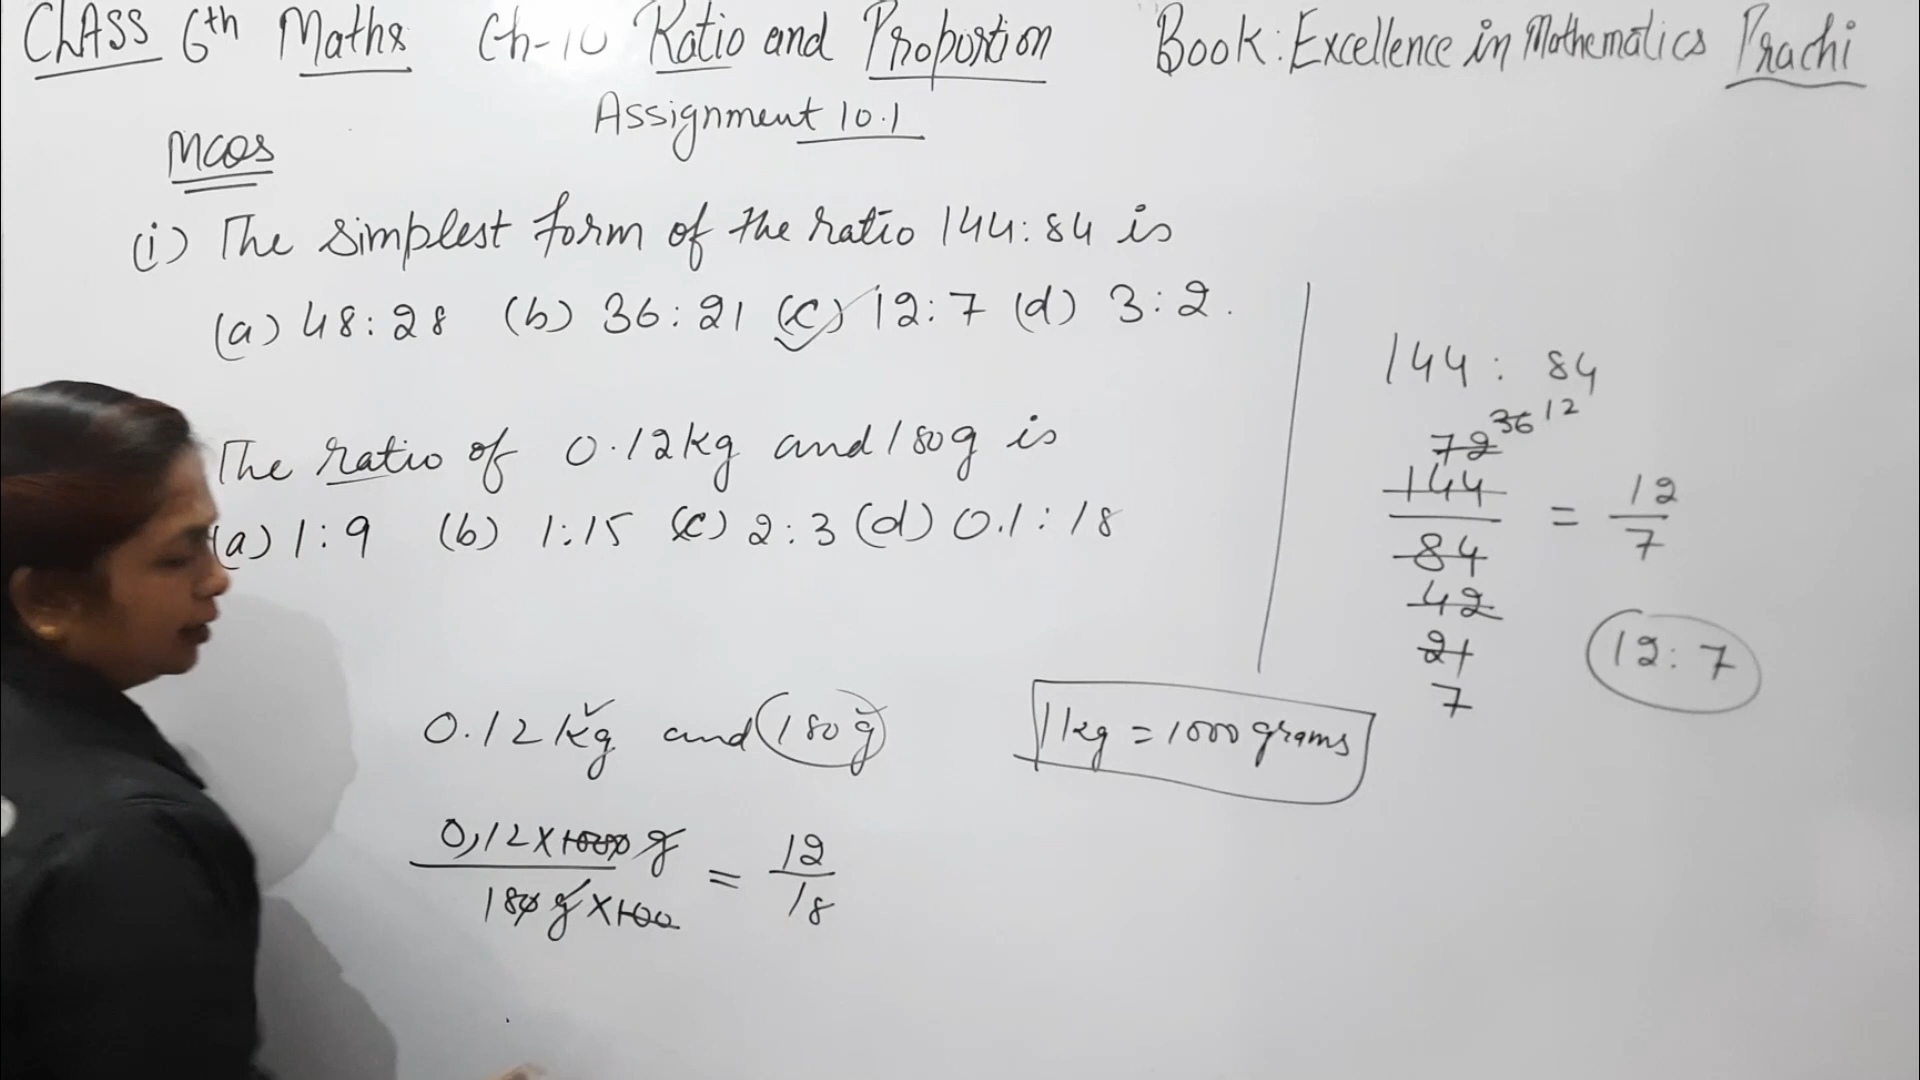 CLASS 6th Maths Ch-10 Ratio and Proportion Book: Excellence in Mathematics Prachi
Assignment 10.1
MCQS
(i) The simplest form of the ratio 144:84 is
(a) 48:28 (b) 36:21 (c) 12:7 (d) 3:2.
The ratio of 0.12kg and 180g is
(a) 1:9 (b) 1:15 (c) 2:3 (d) 0.1:18
0.12kg and 180g
0.12×1000 g
180 g×100
= 12/18
1kg = 1000 grams
144 : 84
72 36 12
144
84
42
21
7
= 12/7
12:7